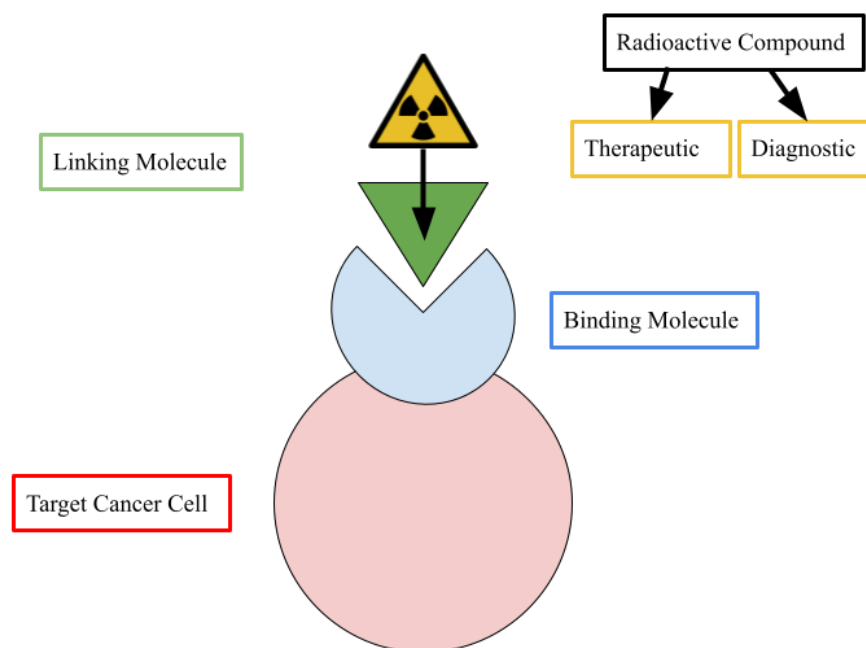 Radioactive Compound
Therapeutic
Diagnostic
Linking Molecule
Binding Molecule
Target Cancer Cell